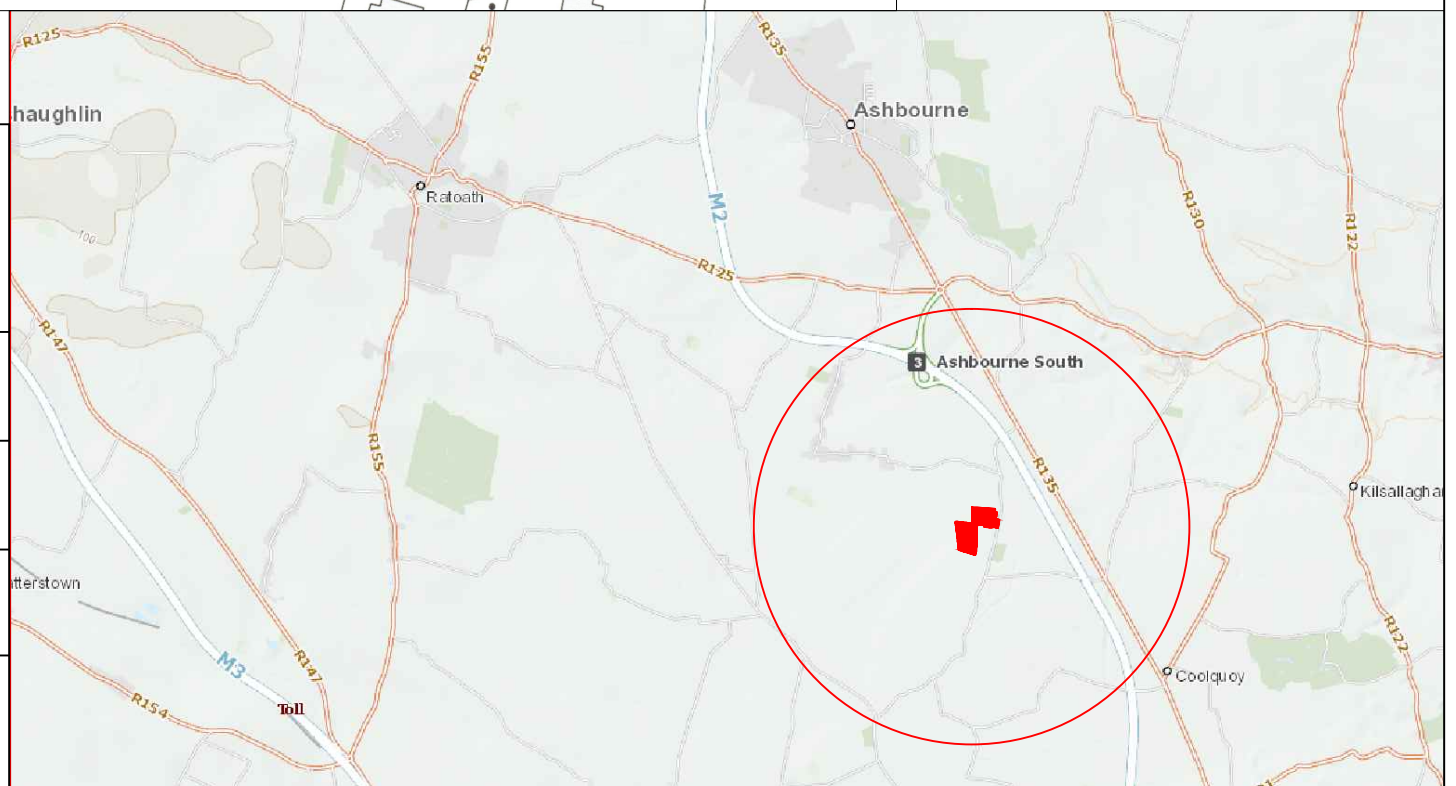 R125
R155
R135
haughlin
Ashbourne
Ratoath
M2
R130
R122
100
R125
R147
3 Ashbourne South
R155
R135
Kilsallaghan
atterstown
M3
R147
R122
Coolquoy
R154
Toll